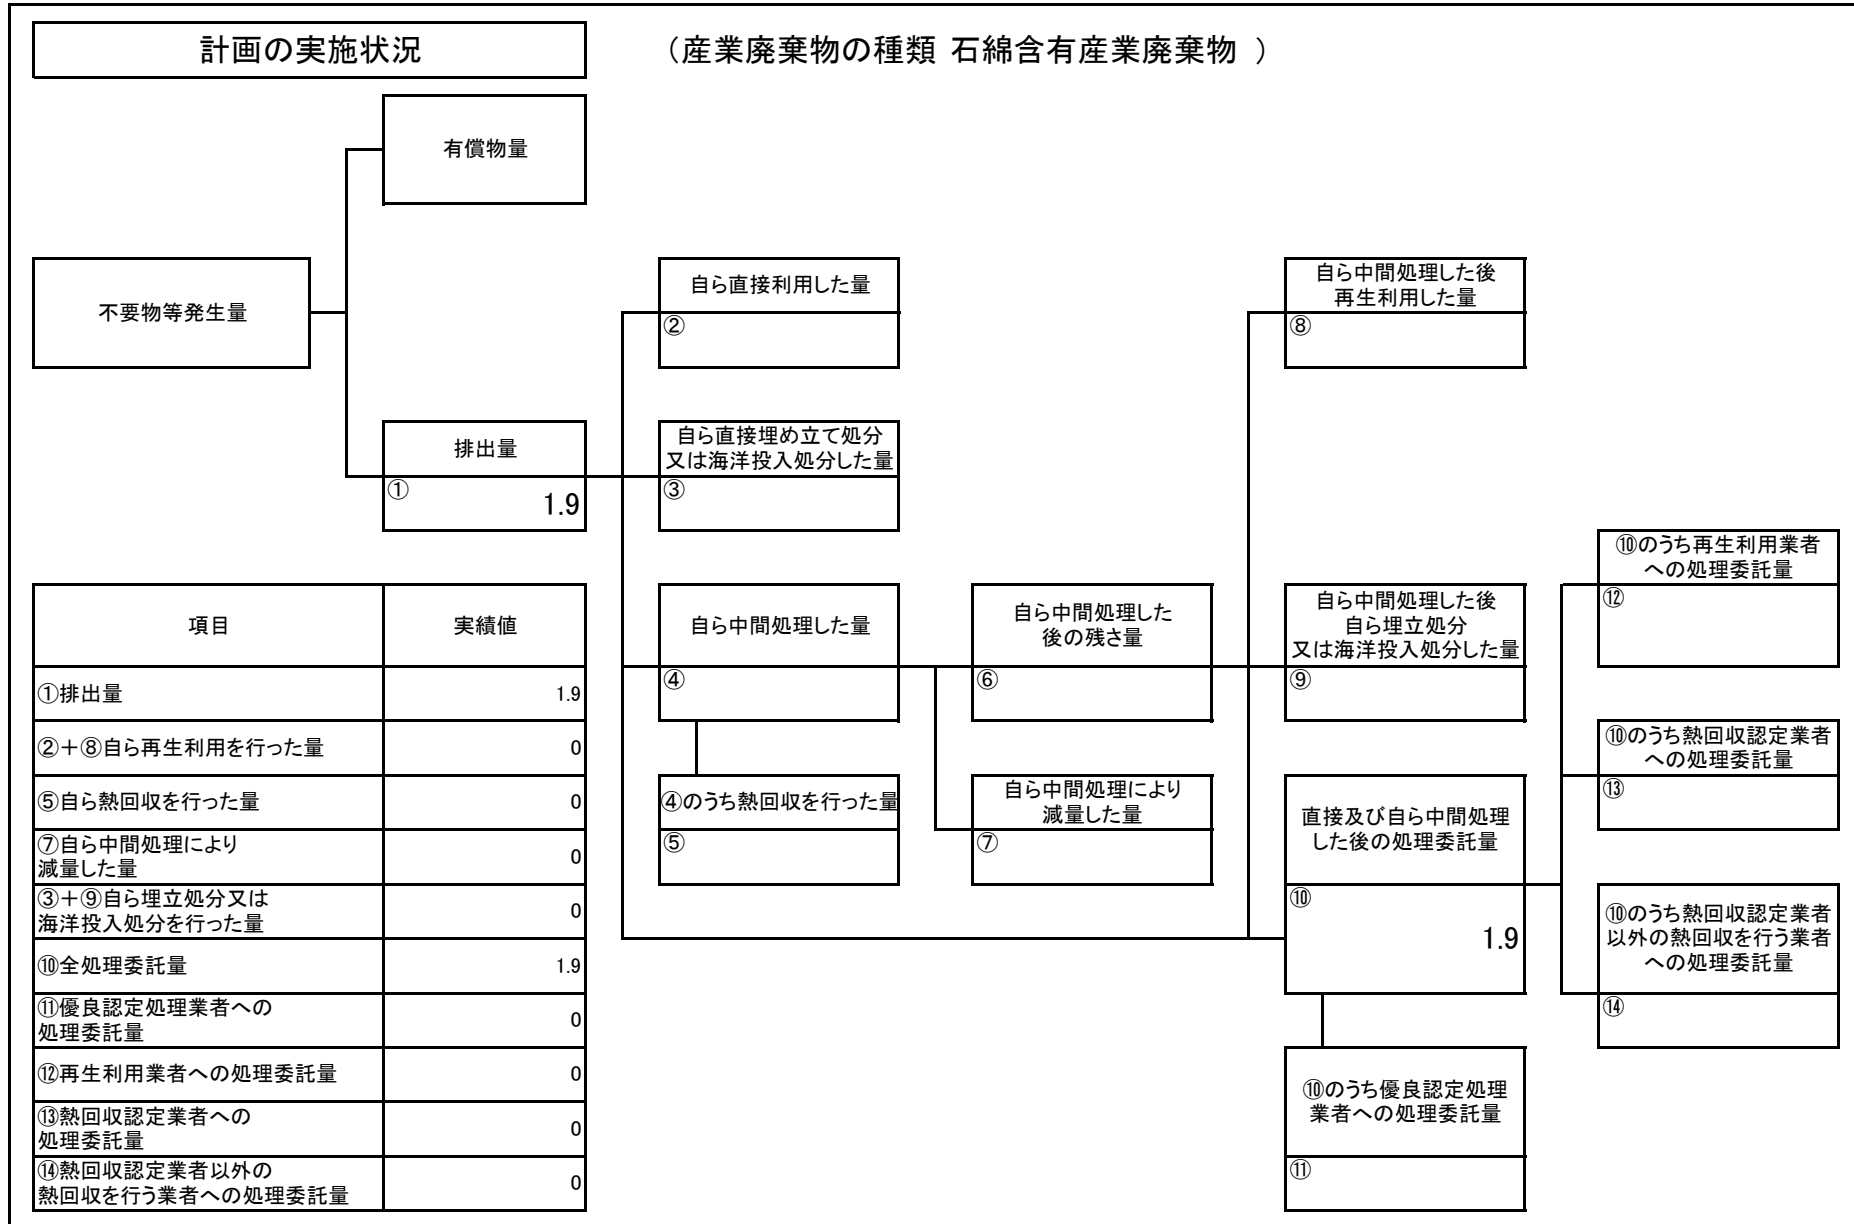 計画の実施状況
(産業廃棄物の種類 石綿含有産業廃棄物 )
有償物量
不要物等発生量
排出量
①
1.9
自ら直接利用した量
②
自ら直接埋め立て処分
又は海洋投入処分した量
③
自ら中間処理した量
④
④のうち熱回収を行った量
⑤
自ら中間処理した
後の残さ量
⑥
自ら中間処理により
減量した量
⑦
自ら中間処理した後
再生利用した量
⑧
自ら中間処理した後
自ら埋立処分
又は海洋投入処分した量
⑨
直接及び自ら中間処理
した後の処理委託量
⑩
1.9
⑩のうち優良認定処理
業者への処理委託量
⑪
⑩のうち再生利用業者
への処理委託量
⑫
⑩のうち熱回収認定業者
への処理委託量
⑬
⑩のうち熱回収認定業者
以外の熱回収を行う業者
への処理委託量
⑭
項目 実績値
①排出量 1.9
②+⑧自ら再生利用を行った量 0
⑤自ら熱回収を行った量 0
⑦自ら中間処理により
減量した量 0
③+⑨自ら埋立処分又は
海洋投入処分を行った量 0
⑩全処理委託量 1.9
⑪優良認定処理業者への
処理委託量 0
⑫再生利用業者への処理委託量 0
⑬熱回収認定業者への
処理委託量 0
⑭熱回収認定業者以外の
熱回収を行う業者への処理委託量 0